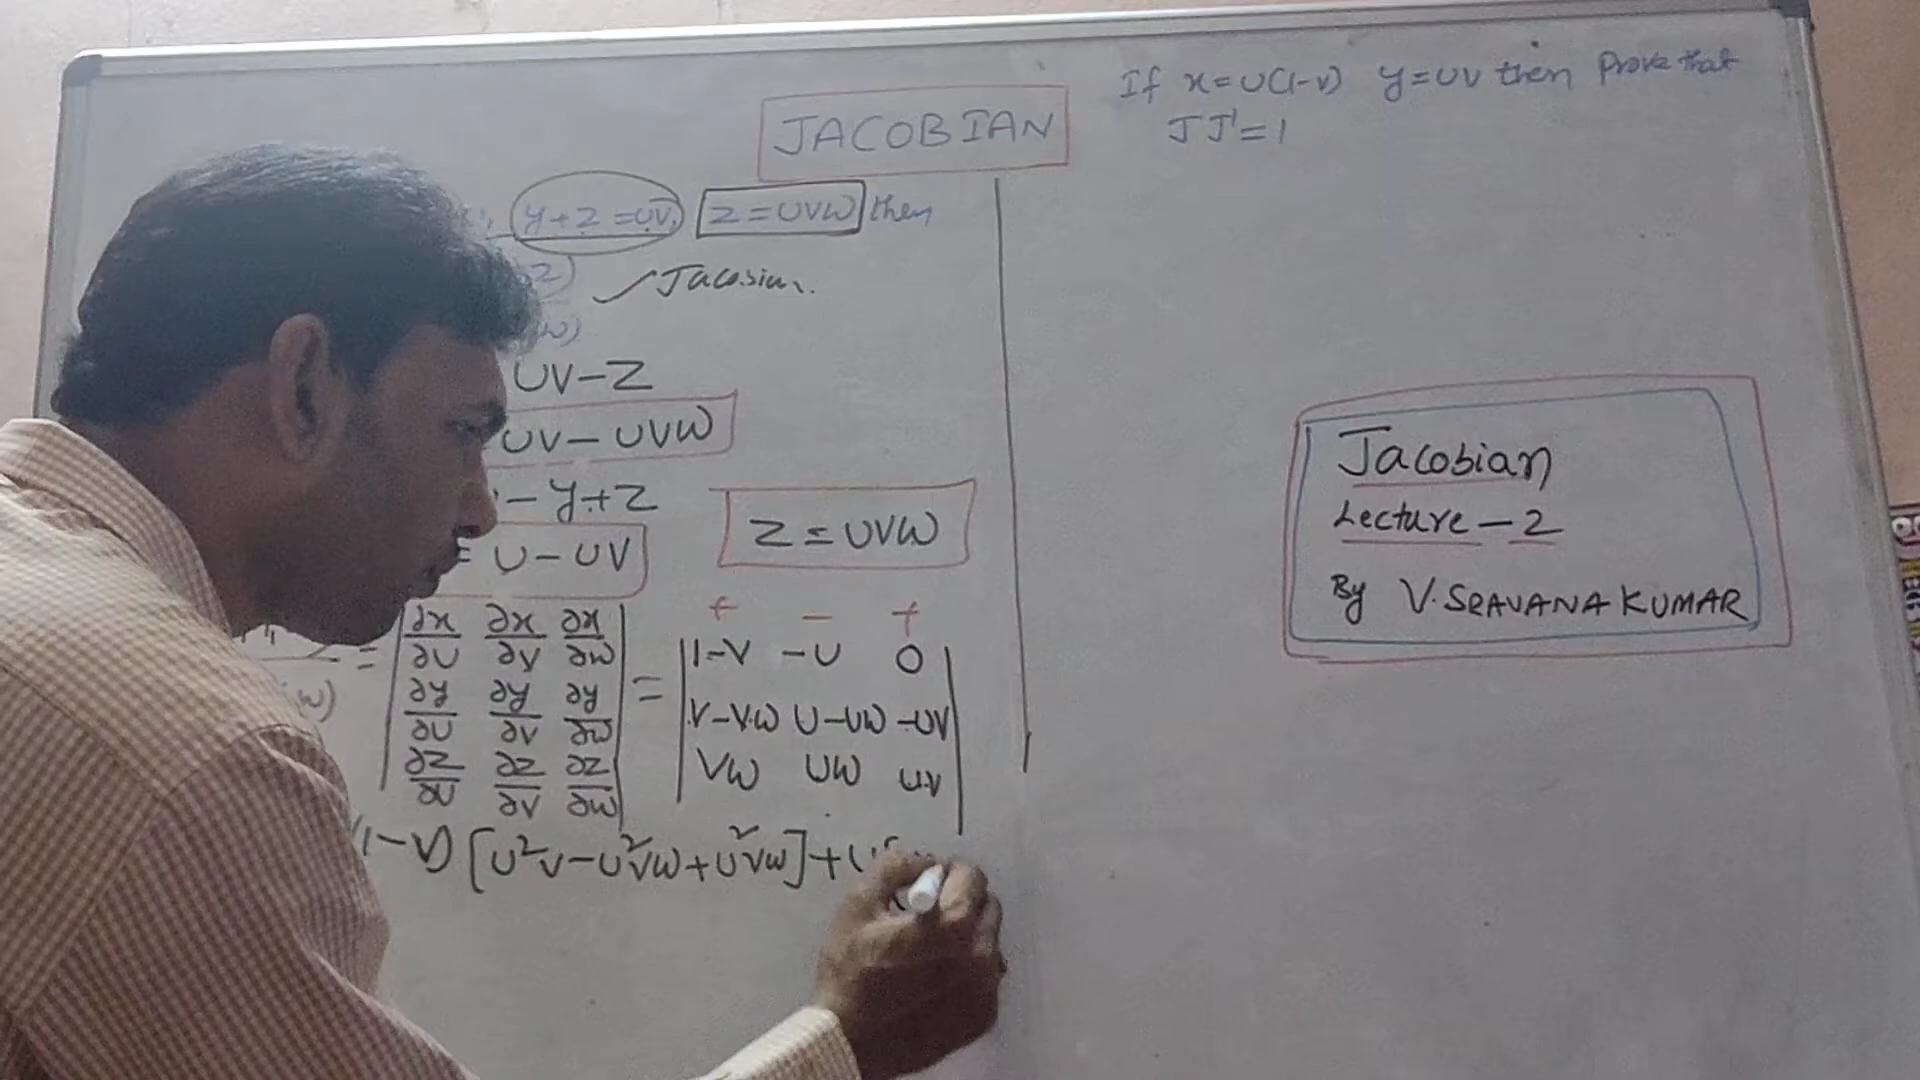 JACOBIAN
y+z=uv, z=uvw then
Jacobian.
w)
uv-z
uv-uvw
-y+z
= u-uv
z=uvw
+ - +
= | ∂x/∂u ∂x/∂v ∂x/∂w | = | 1-v -u 0 |
| ∂y/∂u ∂y/∂v ∂y/∂w | | v-vw u-uw -uv |
| ∂z/∂u ∂z/∂v ∂z/∂w | | vw uw uv |
(1-v) [u²v-u²vw+u²vw]+u[
If x=u(1-v) y=uv then Prove that
JJ'=1
Jacobian
Lecture-2
By V.SRAVANA KUMAR